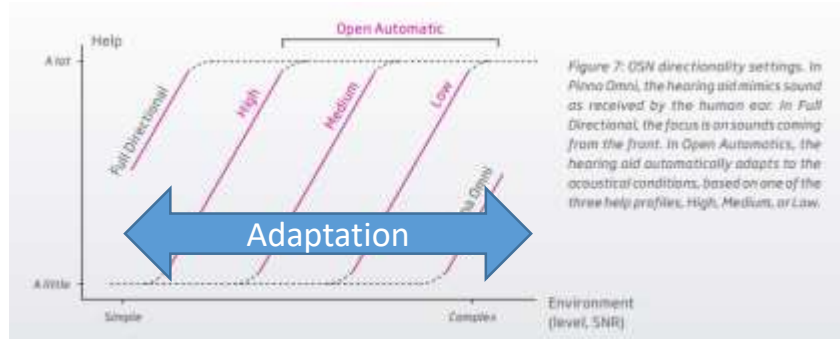 Open Automatic
Help
A lot
Full Directional
High
Medium
Low
Omni
Adaptation
A little
Simple
Complex
Environment
(level, SNR)
Figure 7: OSN directionality settings. In
Pinna Omni, the hearing aid mimics sound
as received by the human ear. In Full
Directional, the focus is on sounds coming
from the front. In Open Automatics, the
hearing aid automatically adapts to the
acoustical conditions, based on one of the
three help profiles, High, Medium, or Low.